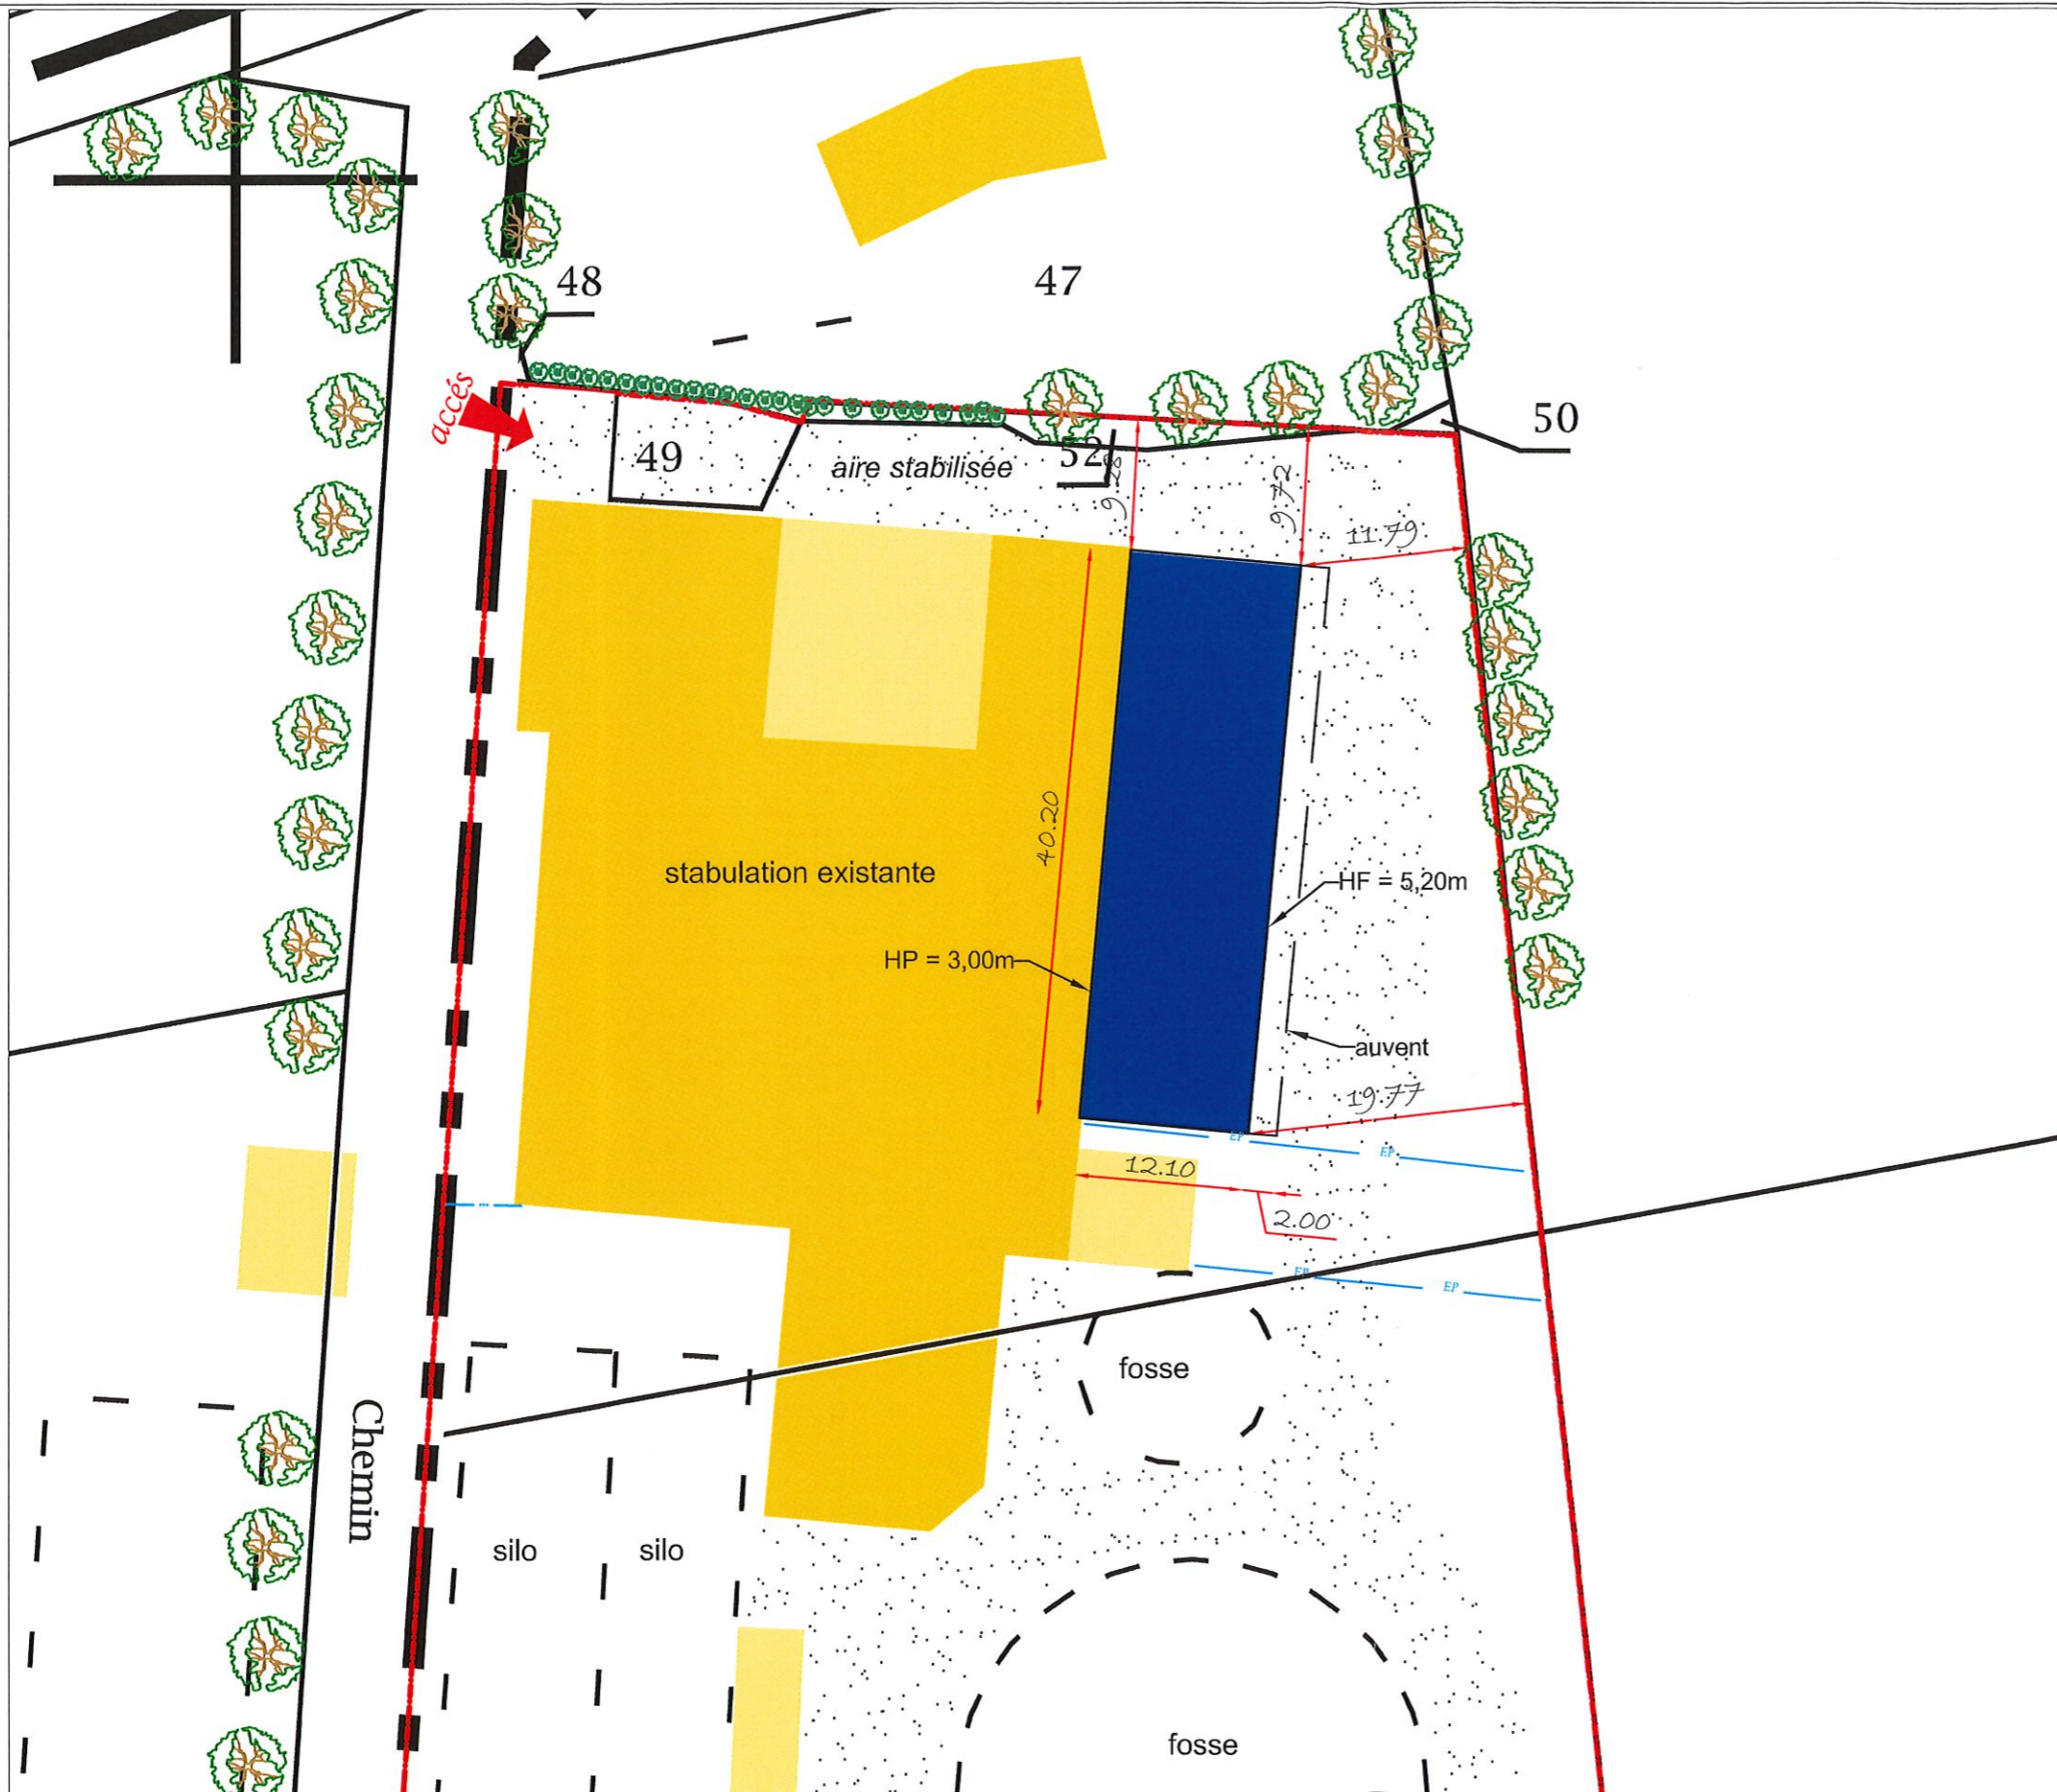 48
47
accés
50
49
aire stabilisée
52
9.28
9.72
11.79
40.20
stabulation existante
HF = 5,20m
HP = 3,00m
auvent
19.77
EP
EP
12.10
2.00
EP
EP
fosse
Chemin
silo
silo
fosse